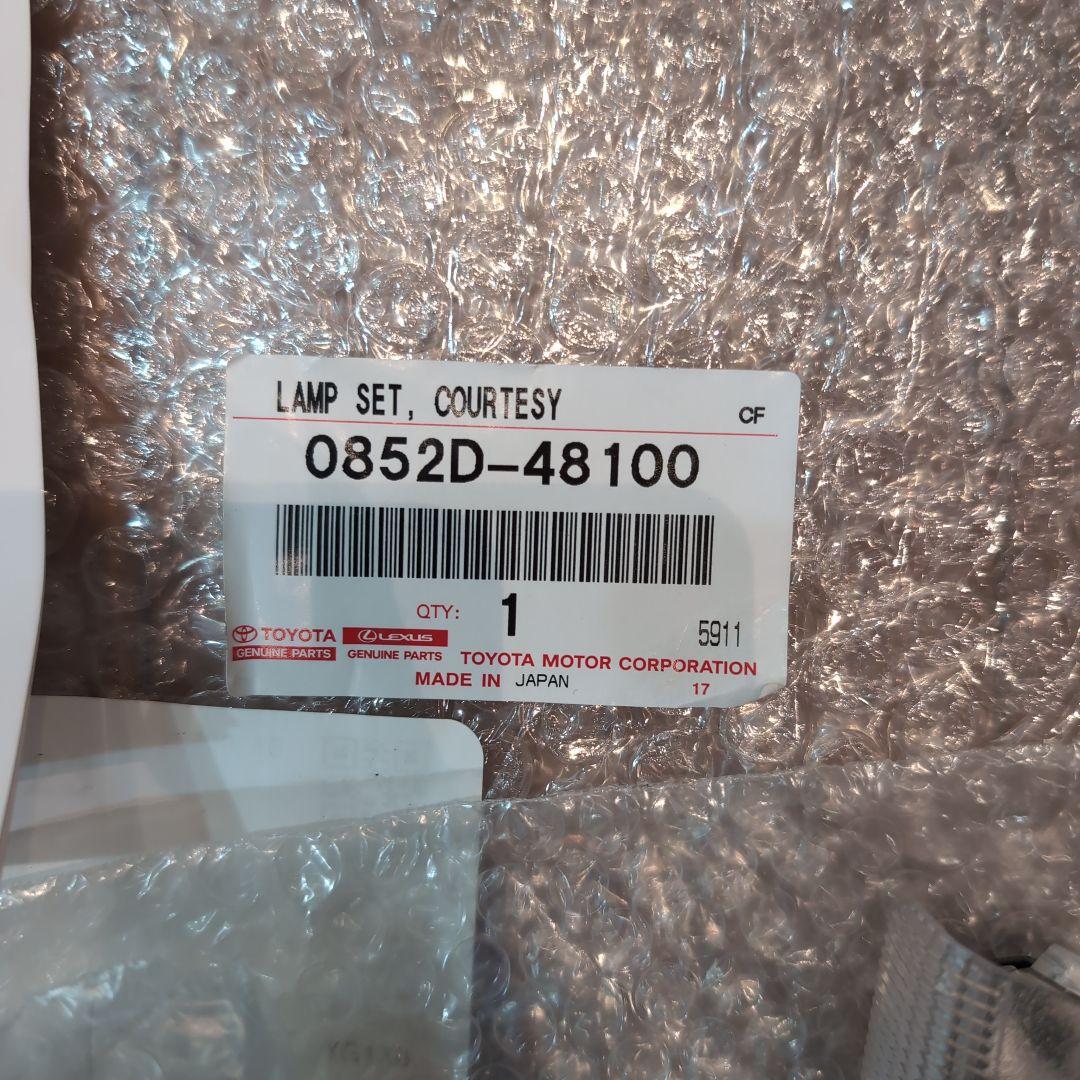 LAMP SET, COURTESY CF
0852D-48100
QTY: 1 5911
TOYOTA LEXUS
GENUINE PARTS GENUINE PARTS TOYOTA MOTOR CORPORATION
MADE IN JAPAN 17